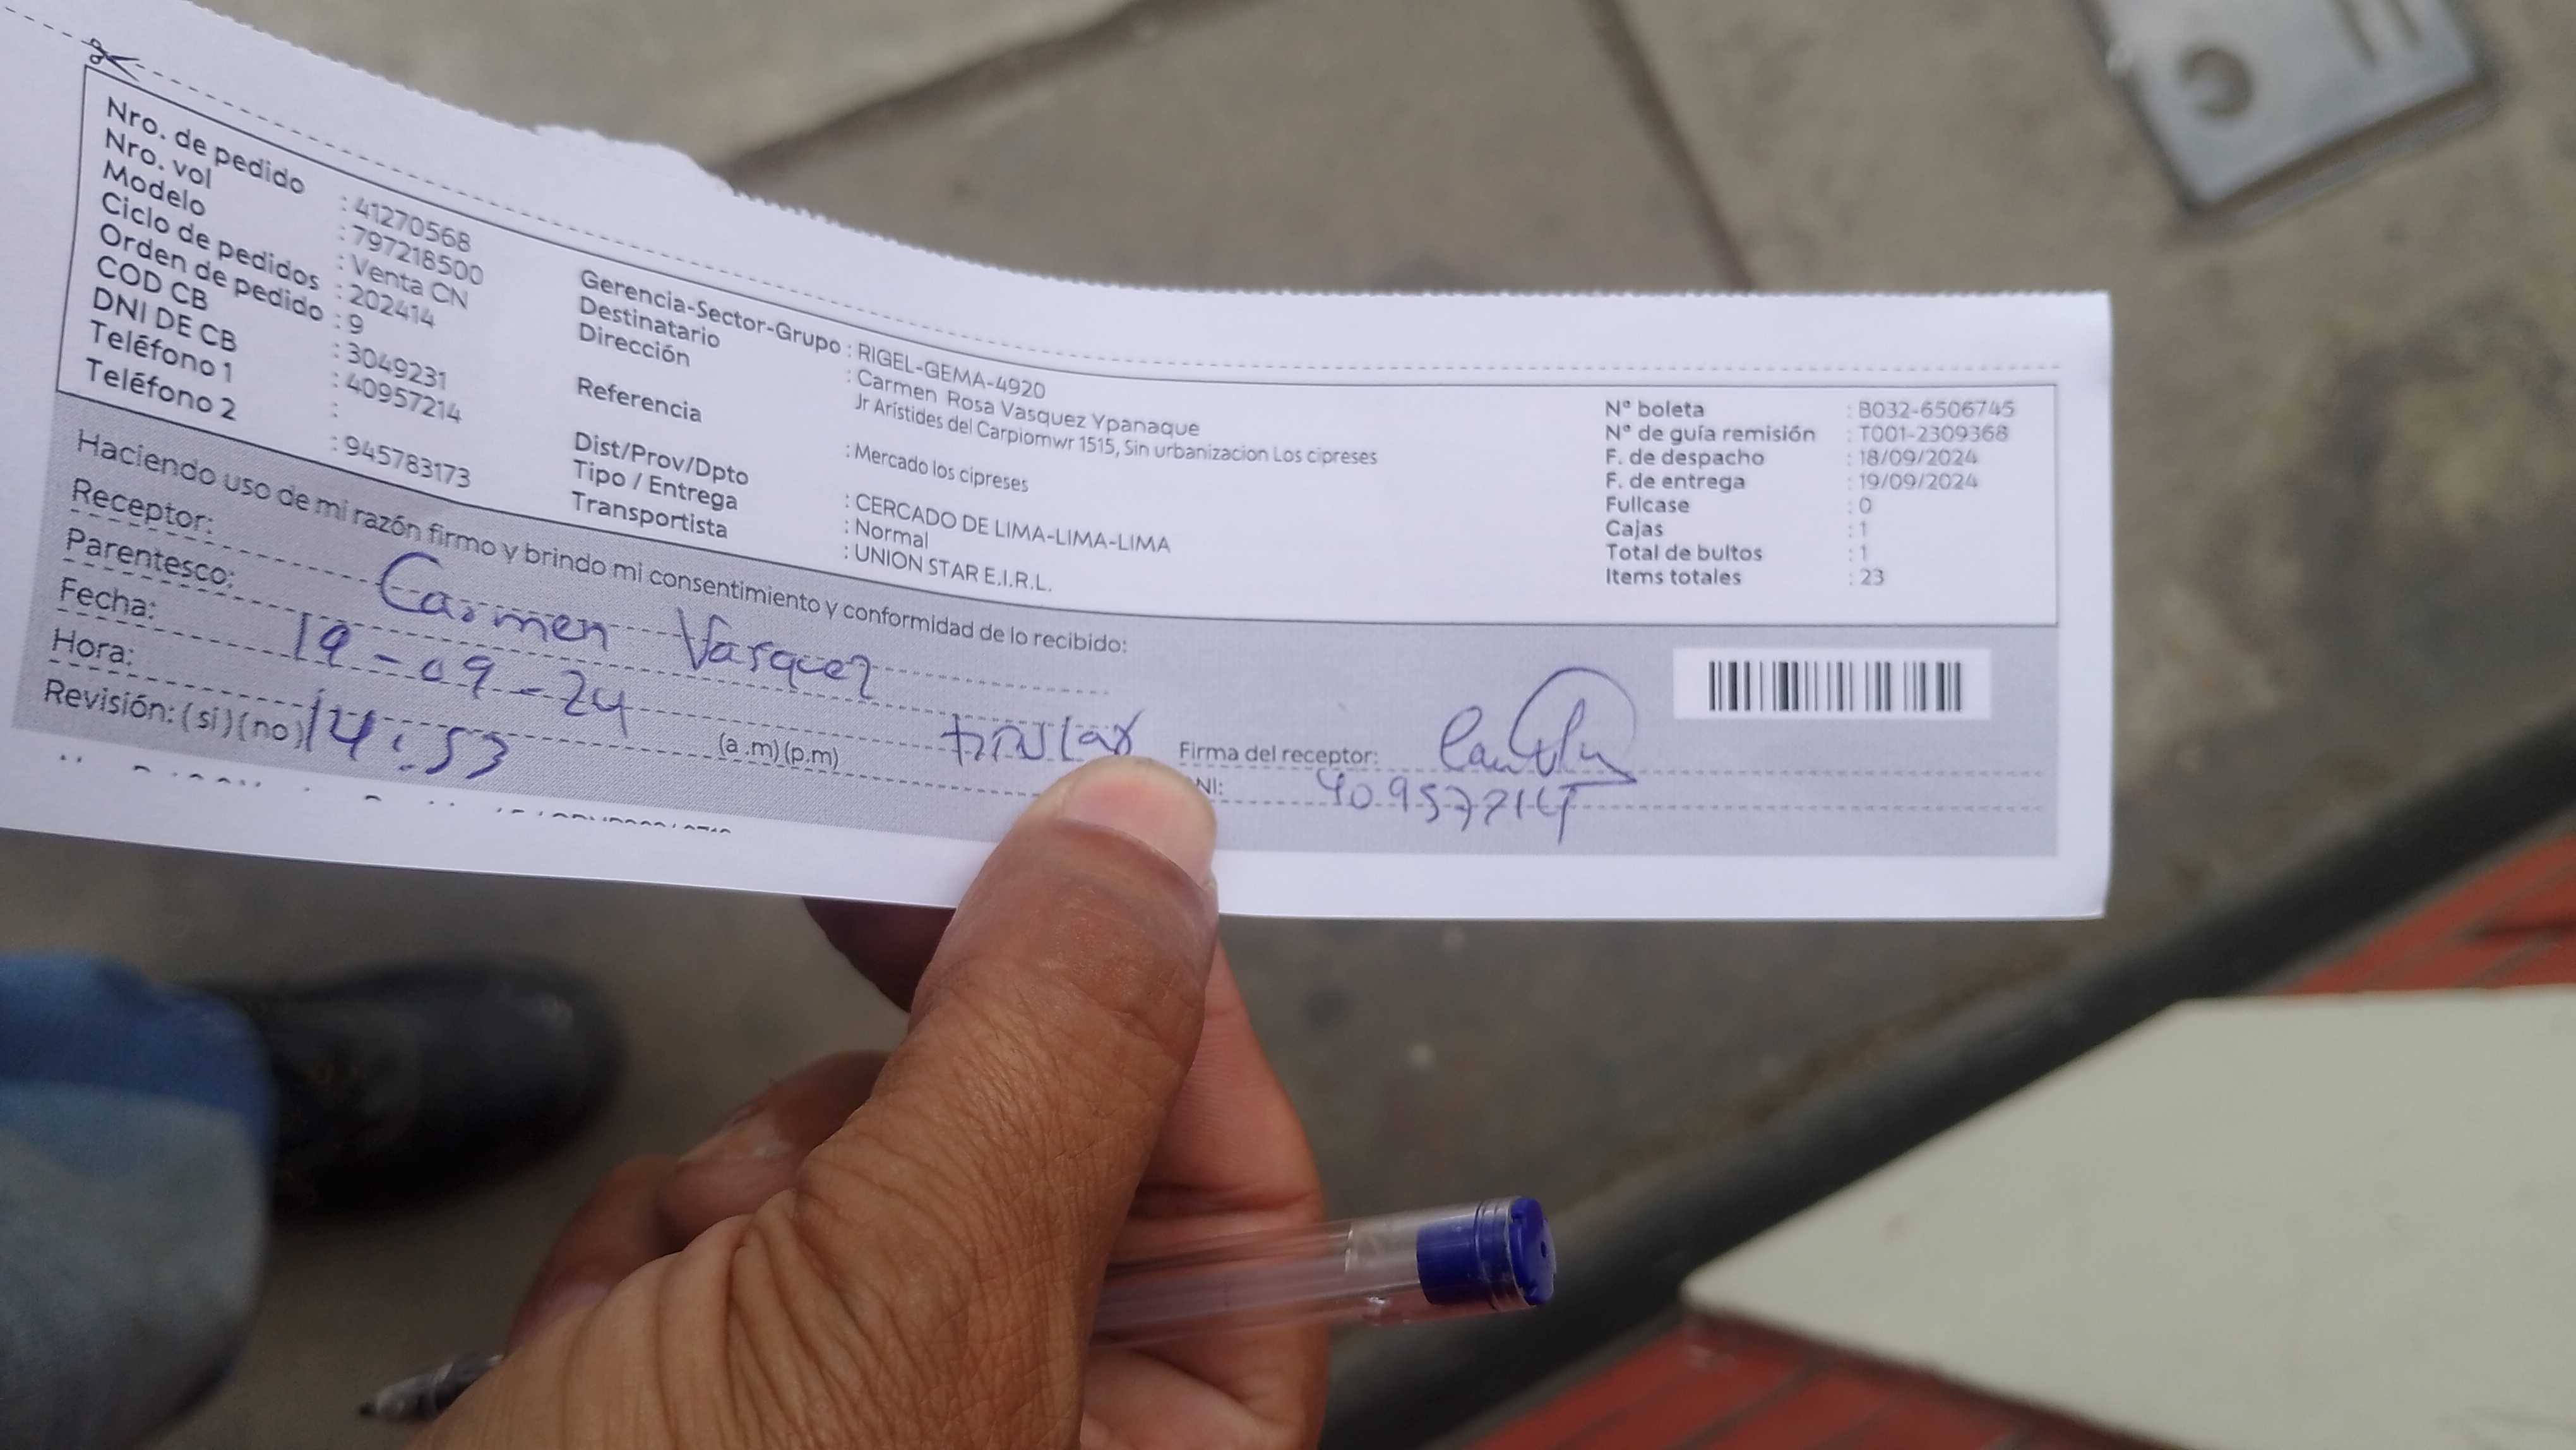 Nro. de pedido : 41270568
Nro. vol : 797218500
Modelo : Venta CN
Ciclo de pedidos : 202414
Orden de pedido : 9
COD CB : 3049231
DNI DE CB : 40957214
Teléfono 1 :
Teléfono 2 : 945783173
Gerencia-Sector-Grupo : RIGEL-GEMA-4920
Destinatario : Carmen Rosa Vasquez Ypanaque
Dirección Jr Arístides del Carpiomwr 1515, Sin urbanizacion Los cipreses
Referencia : Mercado los cipreses
Dist/Prov/Dpto : CERCADO DE LIMA-LIMA-LIMA
Tipo / Entrega : Normal
Transportista : UNION STAR E.I.R.L.
Nº boleta : B032-6506745
Nº de guía remisión : T001-2309368
F. de despacho : 18/09/2024
F. de entrega : 19/09/2024
Fullcase : 0
Cajas : 1
Total de bultos : 1
Items totales : 23
Haciendo uso de mi razón firmo y brindo mi consentimiento y conformidad de lo recibido:
Receptor: Carmen Vasquez
Parentesco:
Fecha: 19-09-24
Hora: 14:53 (a.m)(p.m)
Revisión: (si)(no)
Firma del receptor:
NI: 40957214